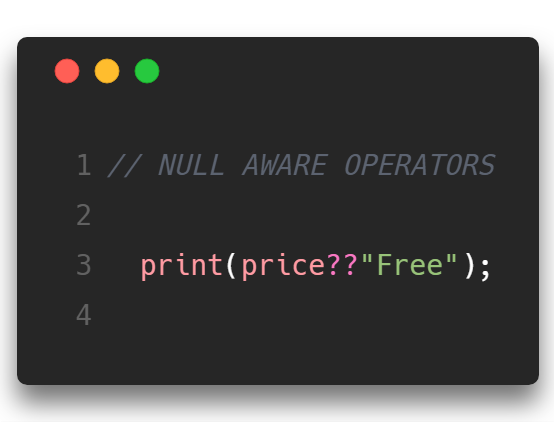 1 // NULL AWARE OPERATORS
2
3 print(price??"Free");
4